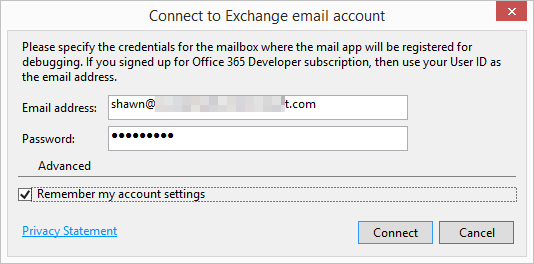 Connect to Exchange email account
Please specify the credentials for the mailbox where the mail app will be registered for
debugging. If you signed up for Office 365 Developer subscription, then use your User ID as
the email address.
Email address: shawn@ t.com
Password: ●●●●●●●●●
Advanced
Remember my account settings
Privacy Statement Connect Cancel